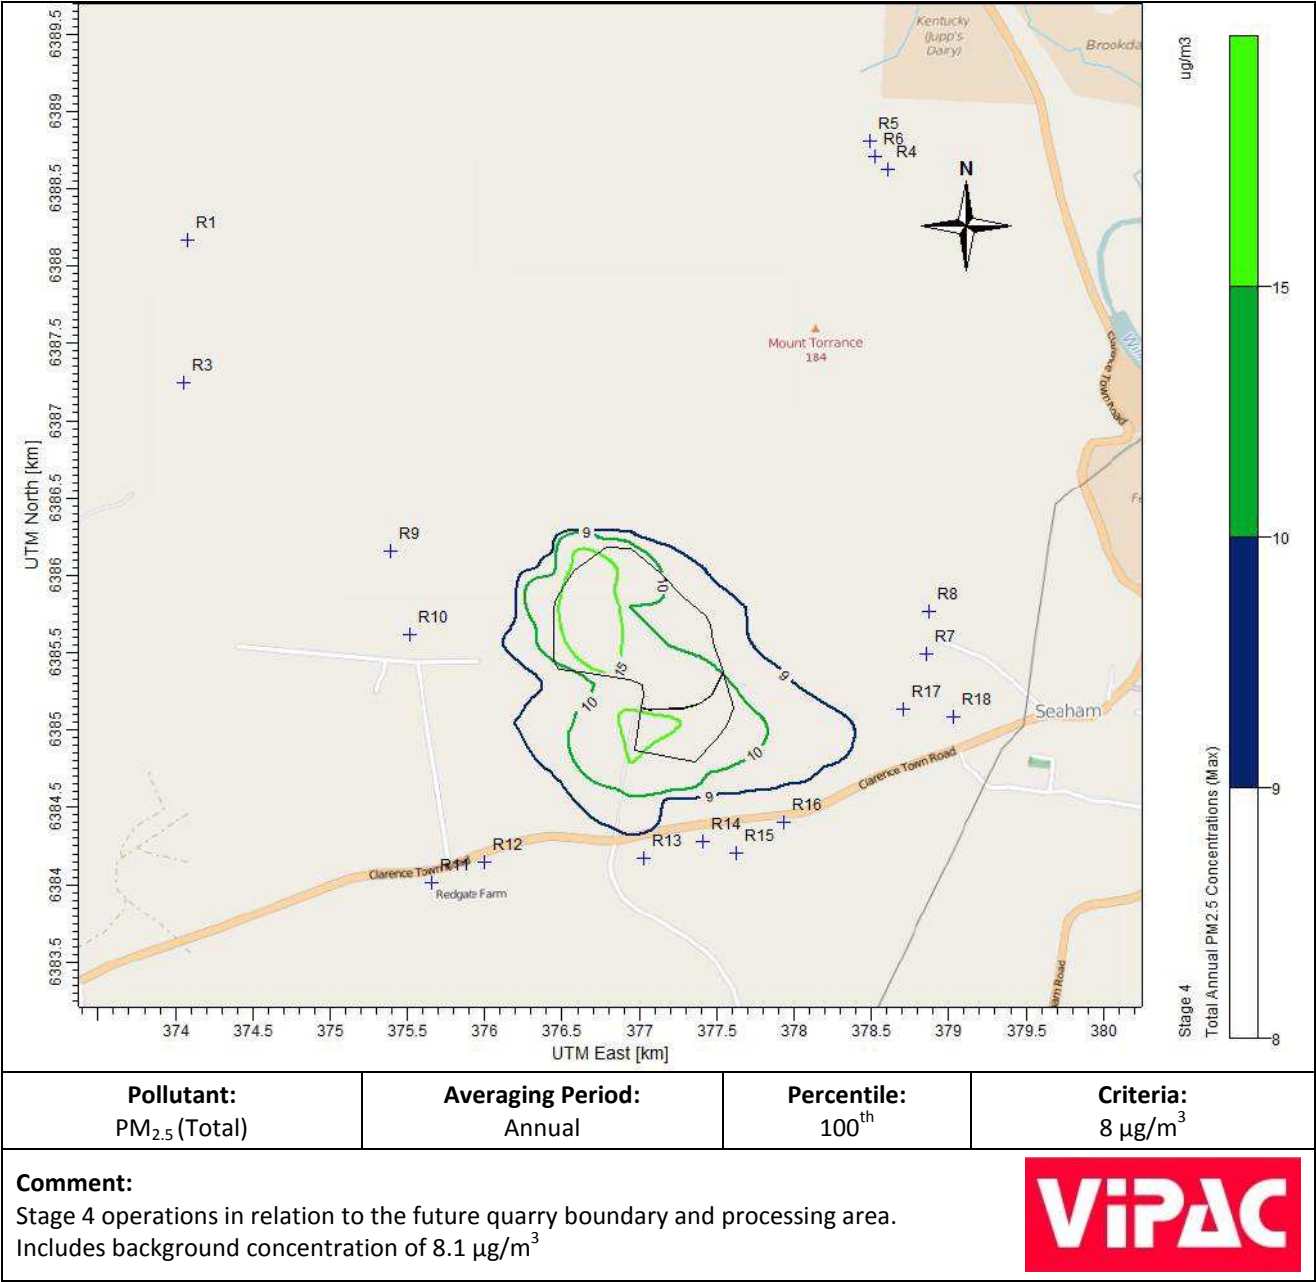 Kentucky
(Jupp's
Dairy)
Brookda
R5
R6
R4
N
R1
Mount Torrance
184
R3
Clarence Town Road
R9
R10
R8
R7
R17
R18
Seaham
Clarence Town Road
R16
R14
R15
R13
R12
R11
Clarence Town Road
Redgate Farm
arn Road
9
10
15
10
9
10
9
6389.5
6389
6388.5
6388
6387.5
6387
6386.5
6386
6385.5
6385
6384.5
6384
6383.5
UTM North [km]
374
374.5
375
375.5
376
376.5
377
377.5
378
378.5
379
379.5
380
UTM East [km]
ug/m3
15
10
9
8
Stage 4
Total Annual PM2.5 Concentrations (Max)
Pollutant:
PM2.5 (Total)
Averaging Period:
Annual
Percentile:
100th
Criteria:
8 µg/m3
Comment:
Stage 4 operations in relation to the future quarry boundary and processing area.
Includes background concentration of 8.1 µg/m3
ViPAC